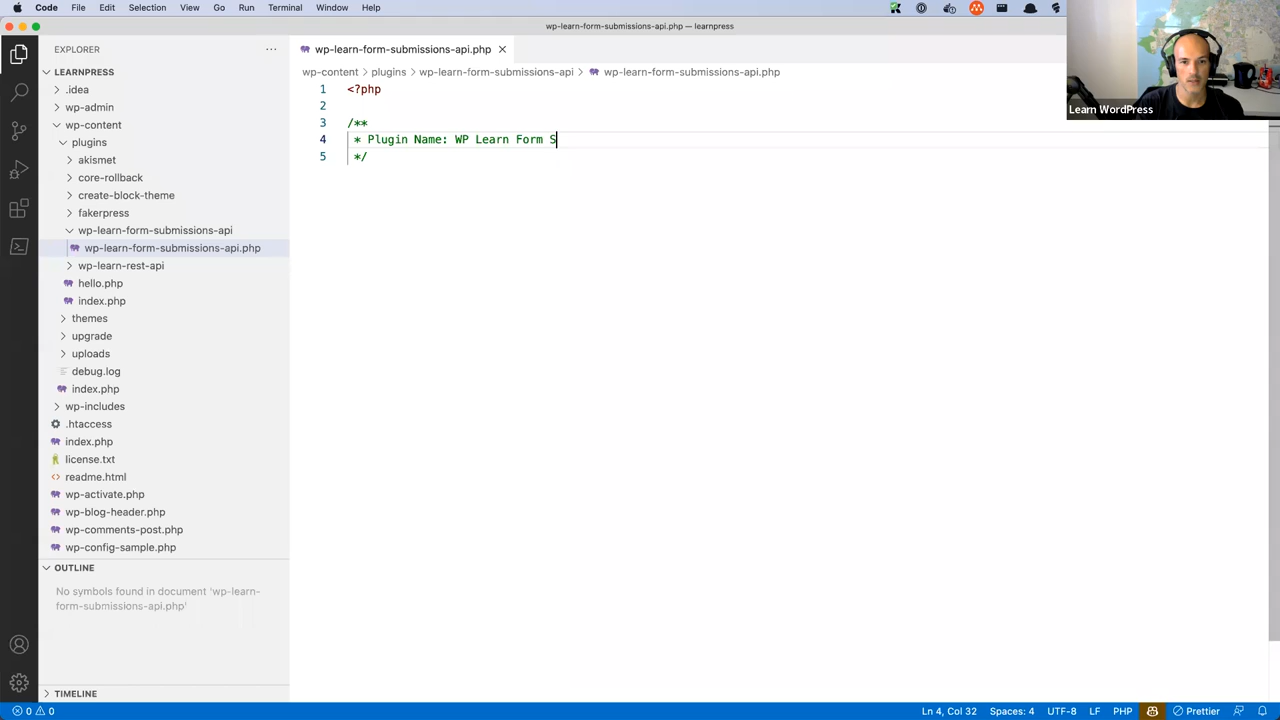 Code File Edit Selection View Go Run Terminal Window Help
wp-learn-form-submissions-api.php — learnpress
EXPLORER
LEARNPRESS
.idea
wp-admin
wp-content
plugins
akismet
core-rollback
create-block-theme
fakerpress
wp-learn-form-submissions-api
wp-learn-form-submissions-api.php
wp-learn-rest-api
hello.php
index.php
themes
upgrade
uploads
debug.log
index.php
wp-includes
.htaccess
index.php
license.txt
readme.html
wp-activate.php
wp-blog-header.php
wp-comments-post.php
wp-config-sample.php
OUTLINE
No symbols found in document 'wp-learn-
form-submissions-api.php'
TIMELINE
wp-learn-form-submissions-api.php
wp-content > plugins > wp-learn-form-submissions-api > wp-learn-form-submissions-api.php
1 <?php
2
3 /**
4 * Plugin Name: WP Learn Form S
5 */
Learn WordPress
0 0
Ln 4, Col 32 Spaces: 4 UTF-8 LF PHP Prettier